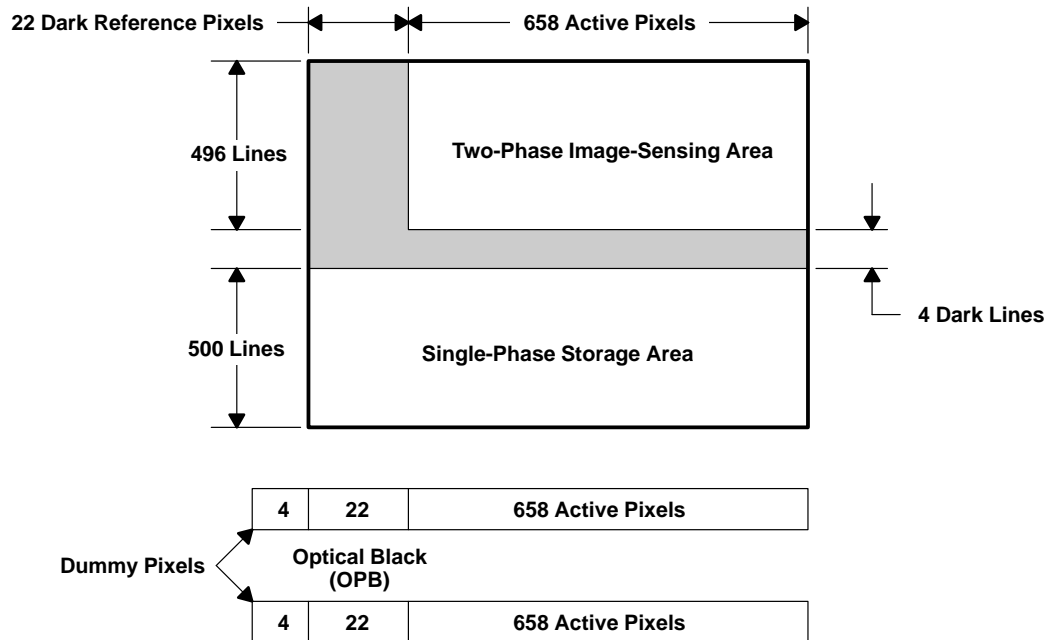 22 Dark Reference Pixels
658 Active Pixels
496 Lines
Two-Phase Image-Sensing Area
4 Dark Lines
500 Lines
Single-Phase Storage Area
4
22
658 Active Pixels
Dummy Pixels
Optical Black
(OPB)
4
22
658 Active Pixels